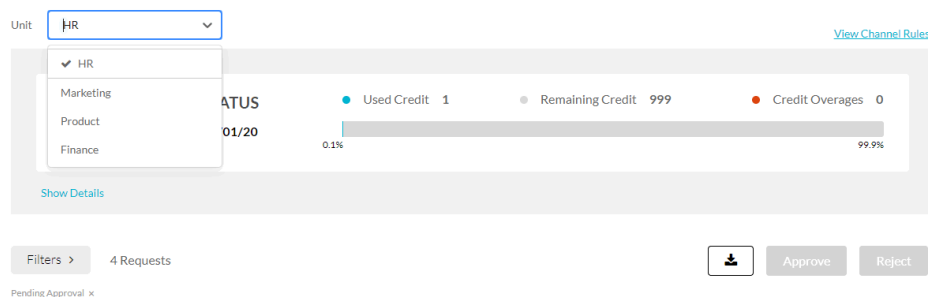 Unit HR
View Channel Rules
HR
Marketing
Product
Finance
ATUS
01/20
Used Credit 1 Remaining Credit 999 Credit Overages 0
0.1% 99.9%
Show Details
Filters > 4 Requests Approve Reject
Pending Approval ×